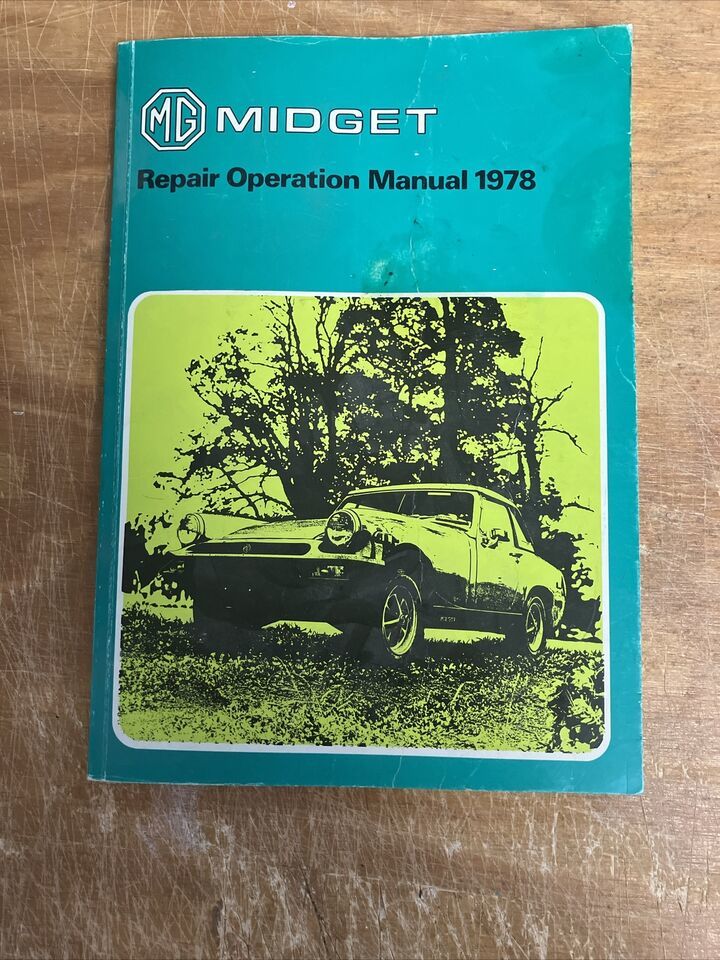 MG MIDGET
Repair Operation Manual 1978